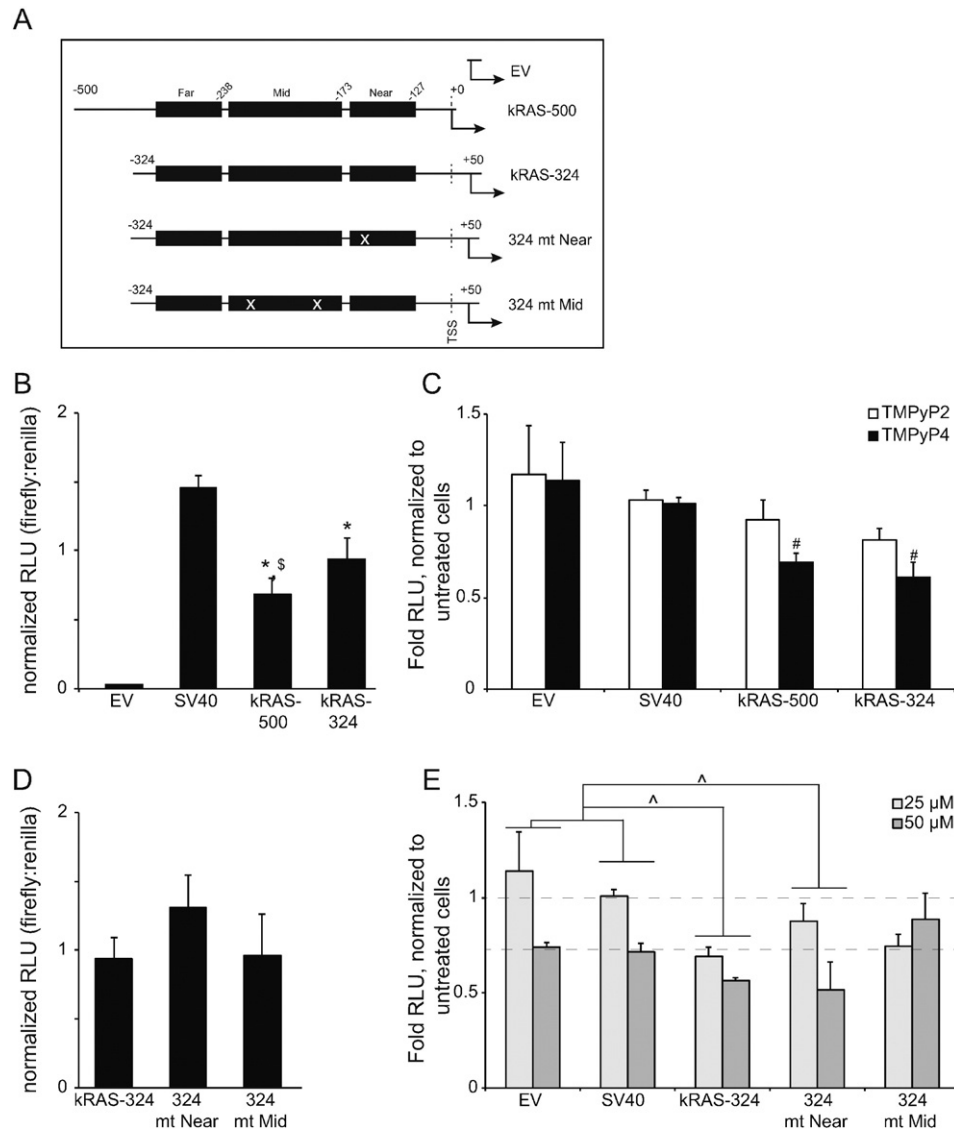 A
EV
-500
Far
-238
Mid
-173
Near
-127
+0
kRAS-500
-324
+50
kRAS-324
-324
+50
X
324 mt Near
-324
+50
X X
324 mt Mid
TSS
B
normalized RLU (firefly:renilla)
2
1
0
*,$
*
EV
SV40
kRAS-
500
kRAS-
324
C
Fold RLU, normalized to
untreated cells
1.5
1
0.5
0
TMPyP2
TMPyP4
#
#
EV
SV40
kRAS-500
kRAS-324
D
normalized RLU (firefly:renilla)
2
1
0
kRAS-324
324
mt Near
324
mt Mid
E
Fold RLU, normalized to
untreated cells
1.5
1
0.5
0
^
^
25 µM
50 µM
EV
SV40
kRAS-324
324
mt Near
324
mt Mid